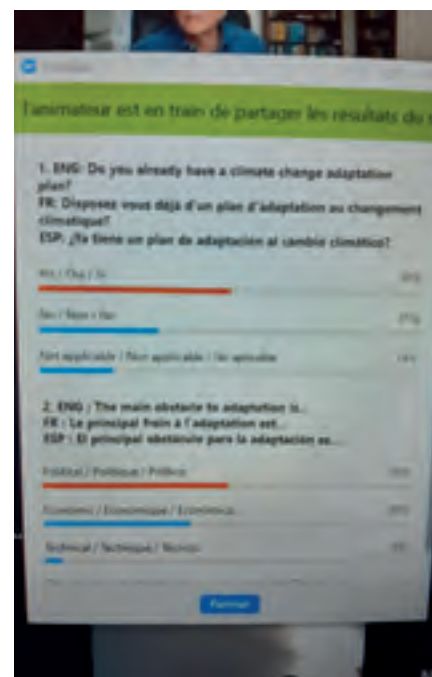 l'animateur est en train de partager les résultats du
1. ENG: Do you already have a climate change adaptation
plan?
FR: Disposez vous déjà d'un plan d'adaptation au changement
climatique?
ESP: ¿Ya tiene un plan de adaptación al cambio climático?
Yes / Oui / Si
No / Non / No
Not applicable / Non applicable / No aplicable
2. ENG : The main obstacle to adaptation is...
FR : Le principal frein à l'adaptation est...
ESP : El principal obstáculo para la adaptación es...
Political / Politique / Político
Economic / Economique / Económico
Technical / Technique / Técnico
Fermer